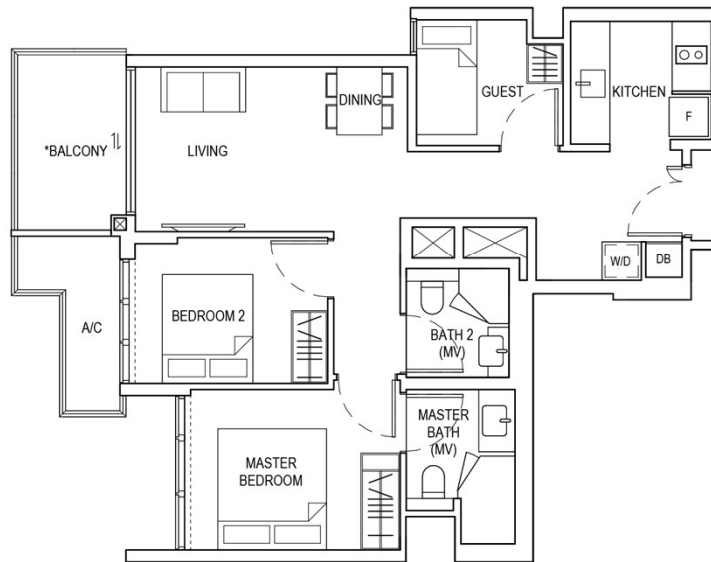 DINING
GUEST
KITCHEN
F
*BALCONY
LIVING
W/D
DB
A/C
BEDROOM 2
BATH 2
(MV)
MASTER
BATH
(MV)
MASTER
BEDROOM